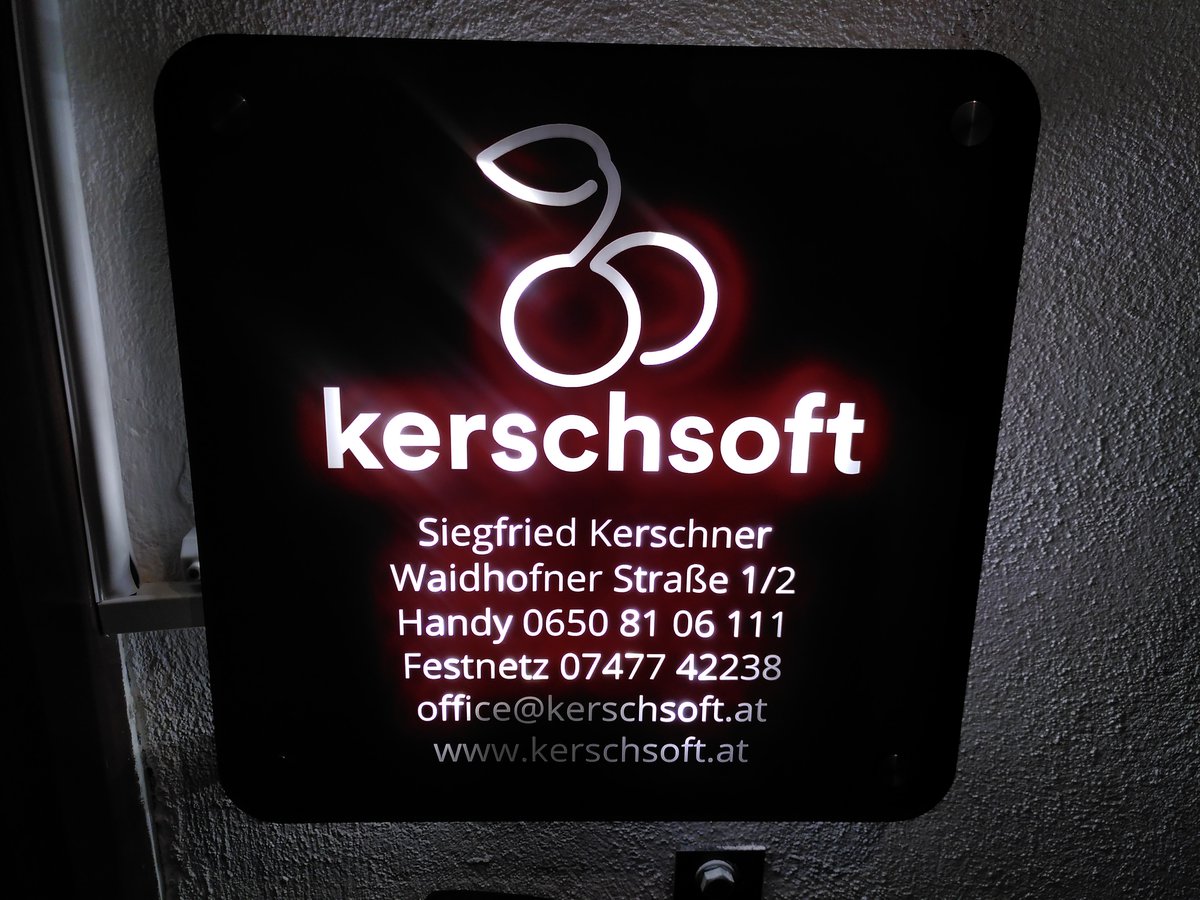 kerschsoft
Siegfried Kerschner
Waidhofner Straße 1/2
Handy 0650 81 06 111
Festnetz 07477 42238
office@kerschsoft.at
www.kerschsoft.at